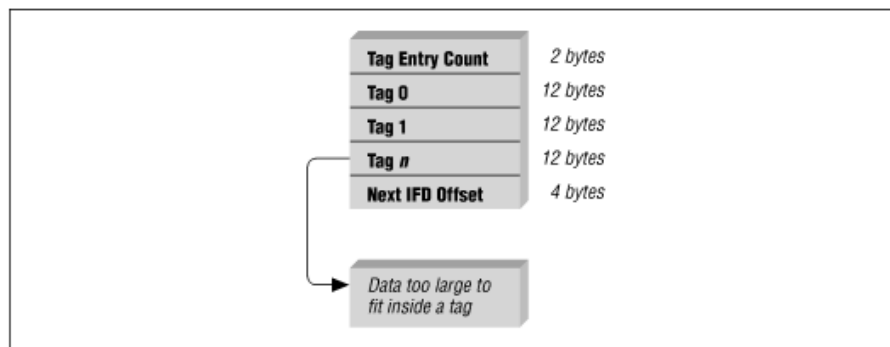 Tag Entry Count 2 bytes
Tag 0 12 bytes
Tag 1 12 bytes
Tag n 12 bytes
Next IFD Offset 4 bytes
Data too large to
fit inside a tag